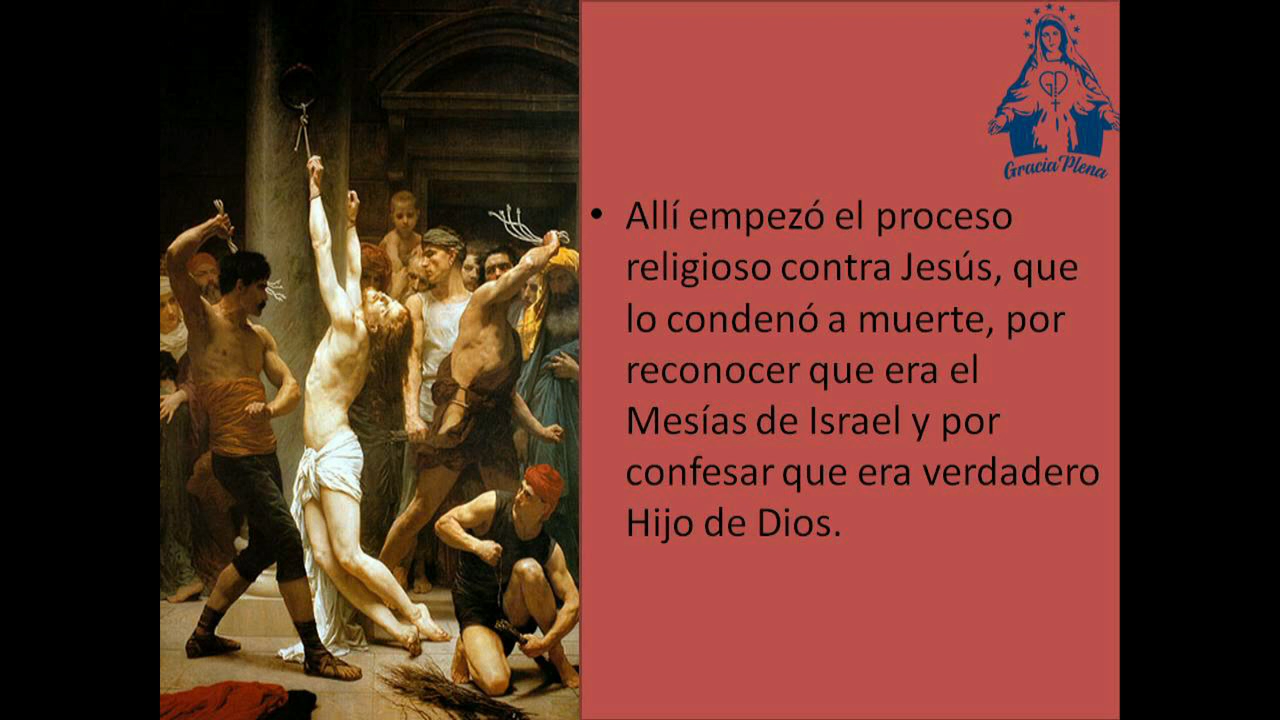 Gracia Plena
• Allí empezó el proceso
religioso contra Jesús, que
lo condenó a muerte, por
reconocer que era el
Mesías de Israel y por
confesar que era verdadero
Hijo de Dios.